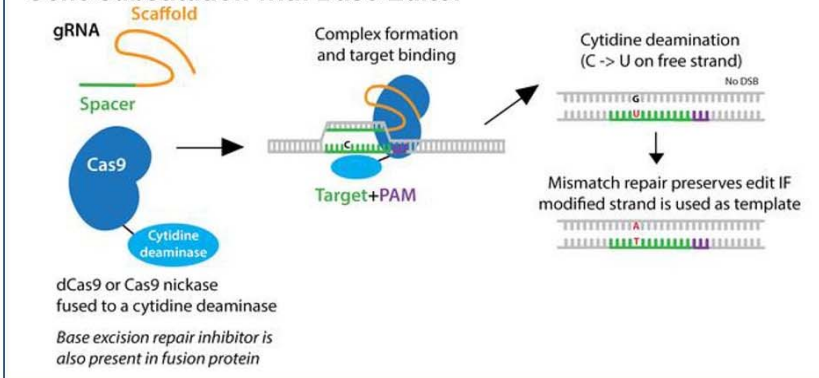 Scaffold
gRNA
Spacer
Cas9
Cytidine
deaminase
dCas9 or Cas9 nickase
fused to a cytidine deaminase
Base excision repair inhibitor is
also present in fusion protein
Complex formation
and target binding
C
Target+PAM
Cytidine deamination
(C -> U on free strand)
No DSB
G
U
Mismatch repair preserves edit IF
modified strand is used as template
A
T